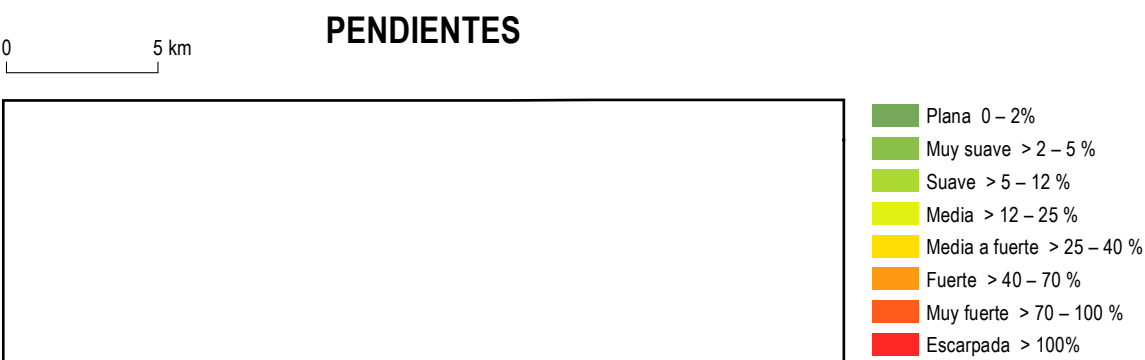 PENDIENTES
0 5 km
Plana 0 – 2%
Muy suave > 2 – 5 %
Suave > 5 – 12 %
Media > 12 – 25 %
Media a fuerte > 25 – 40 %
Fuerte > 40 – 70 %
Muy fuerte > 70 – 100 %
Escarpada > 100%